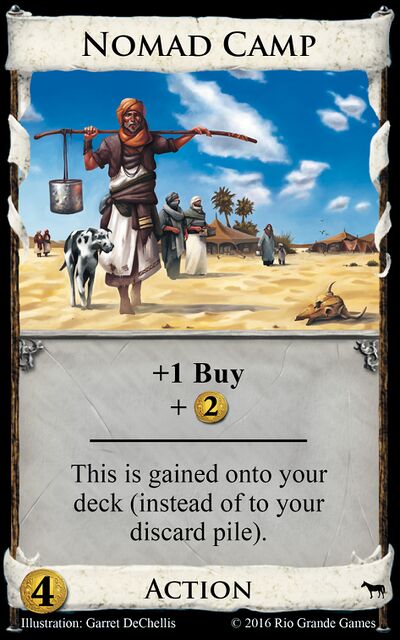 Nomad Camp
+1 Buy
+ 2
This is gained onto your
deck (instead of to your
discard pile).
4 Action
Illustration: Garret DeChellis © 2016 Rio Grande Games